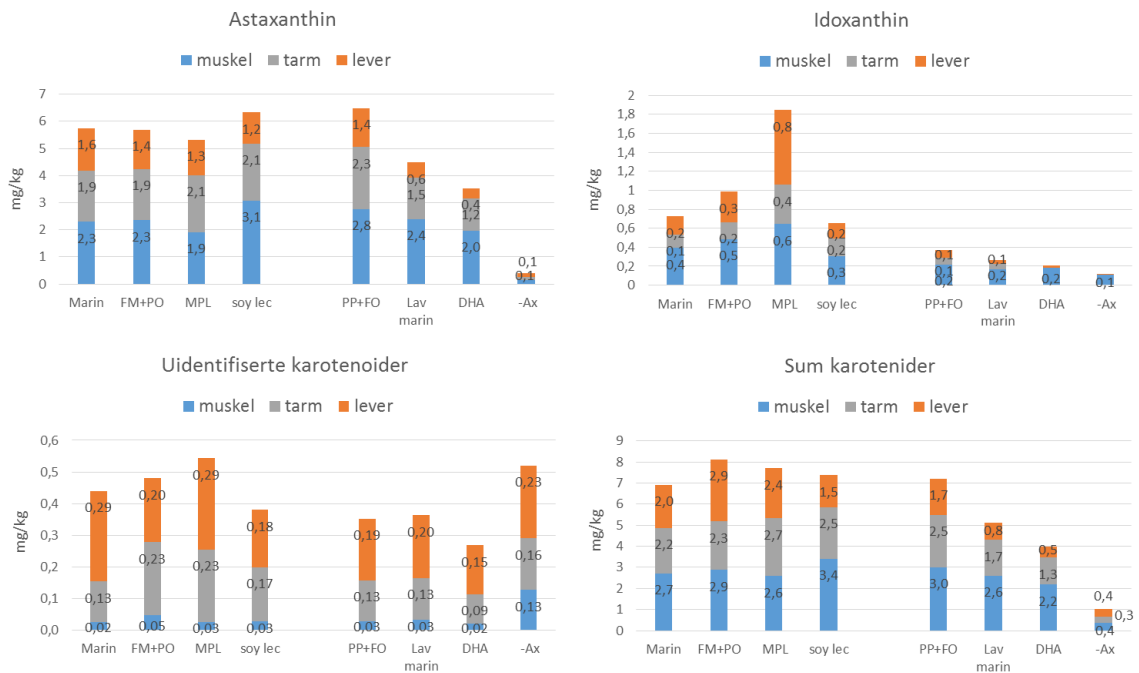 Astaxanthin
muskel tarm lever
7
6
5
4
3
2
1
0
mg/kg
1,6 1,4 1,3 1,2 1,4 0,6 0,4 0,1
1,9 1,9 2,1 2,1 2,3 1,5 1,2
2,3 2,3 1,9 3,1 2,8 2,4 2,0 0,1
Marin FM+PO MPL soy lec PP+FO Lav marin DHA -Ax
Idoxanthin
muskel tarm lever
2
1,8
1,6
1,4
1,2
1
0,8
0,6
0,4
0,2
0
mg/kg
0,2 0,3 0,8 0,2 0,1 0,1
0,1 0,2 0,4 0,2 0,1
0,4 0,5 0,6 0,3 0,2 0,2 0,2 0,1
Marin FM+PO MPL soy lec PP+FO Lav marin DHA -Ax
Uidentifiserte karotenoider
muskel tarm lever
0,6
0,5
0,4
0,3
0,2
0,1
0,0
mg/kg
0,29 0,20 0,29 0,18 0,19 0,20 0,15 0,23
0,13 0,23 0,23 0,17 0,13 0,13 0,09 0,16
0,02 0,05 0,03 0,03 0,03 0,03 0,02 0,13
Marin FM+PO MPL soy lec PP+FO Lav marin DHA -Ax
Sum karotenider
muskel tarm lever
9
8
7
6
5
4
3
2
1
0
mg/kg
2,0 2,9 2,4 1,5 1,7 0,8 0,5 0,4
2,2 2,3 2,7 2,5 2,5 1,7 1,3 0,3
2,7 2,9 2,6 3,4 3,0 2,6 2,2 0,4
Marin FM+PO MPL soy lec PP+FO Lav marin DHA -Ax